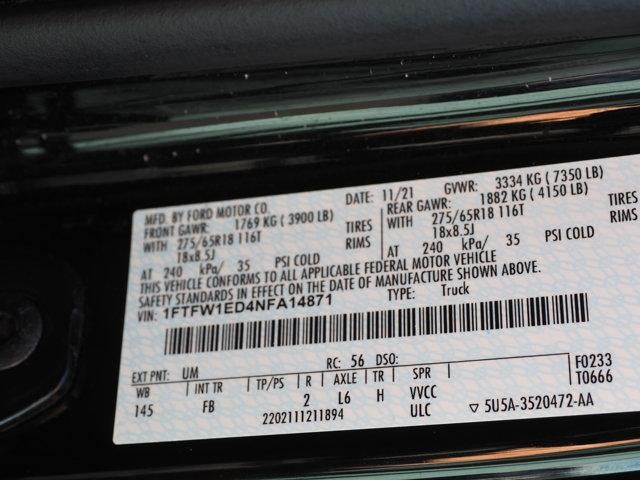 MFD. BY FORD MOTOR CO.
DATE: 11/21 GVWR: 3334 KG ( 7350 LB)
FRONT GAWR: 1769 KG ( 3900 LB)
REAR GAWR: 1882 KG ( 4150 LB)
WITH 275/65R18 116T TIRES
275/65R18 116T TIRES
18x8.5J RIMS
18x8.5J RIMS
AT 240 kPa/ 35 PSI COLD
AT 240 kPa/ 35 PSI COLD
THIS VEHICLE CONFORMS TO ALL APPLICABLE FEDERAL MOTOR VEHICLE
SAFETY STANDARDS IN EFFECT ON THE DATE OF MANUFACTURE SHOWN ABOVE.
VIN: 1FTFW1ED4NFA14871 TYPE: Truck
EXT PNT: UM RC: 56 DSO:
WB INT TR TP/PS R AXLE TR SPR
145 FB 2 L6 H VVCC
ULC
F0233
T0666
2202111211894
▽ 5U5A-3520472-AA